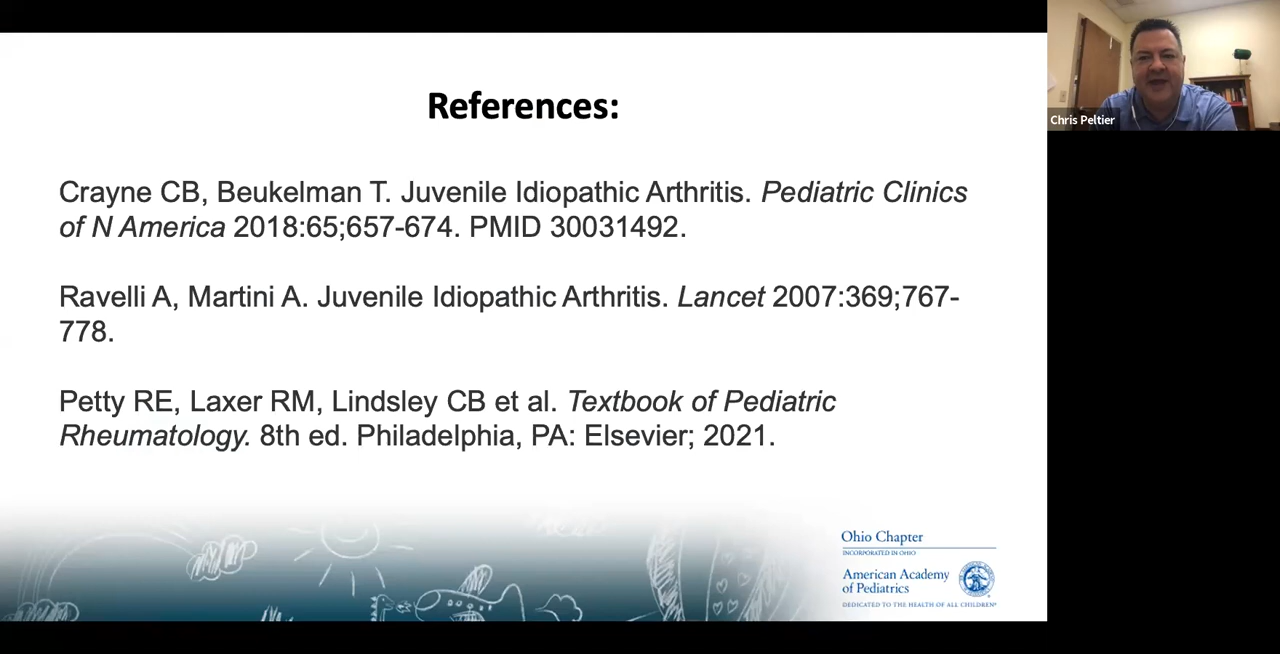 References:
Chris Peltier
Crayne CB, Beukelman T. Juvenile Idiopathic Arthritis. Pediatric Clinics
of N America 2018:65;657-674. PMID 30031492.
Ravelli A, Martini A. Juvenile Idiopathic Arthritis. Lancet 2007:369;767-
778.
Petty RE, Laxer RM, Lindsley CB et al. Textbook of Pediatric
Rheumatology. 8th ed. Philadelphia, PA: Elsevier; 2021.
Ohio Chapter
INCORPORATED IN OHIO
American Academy
of Pediatrics
DEDICATED TO THE HEALTH OF ALL CHILDREN®